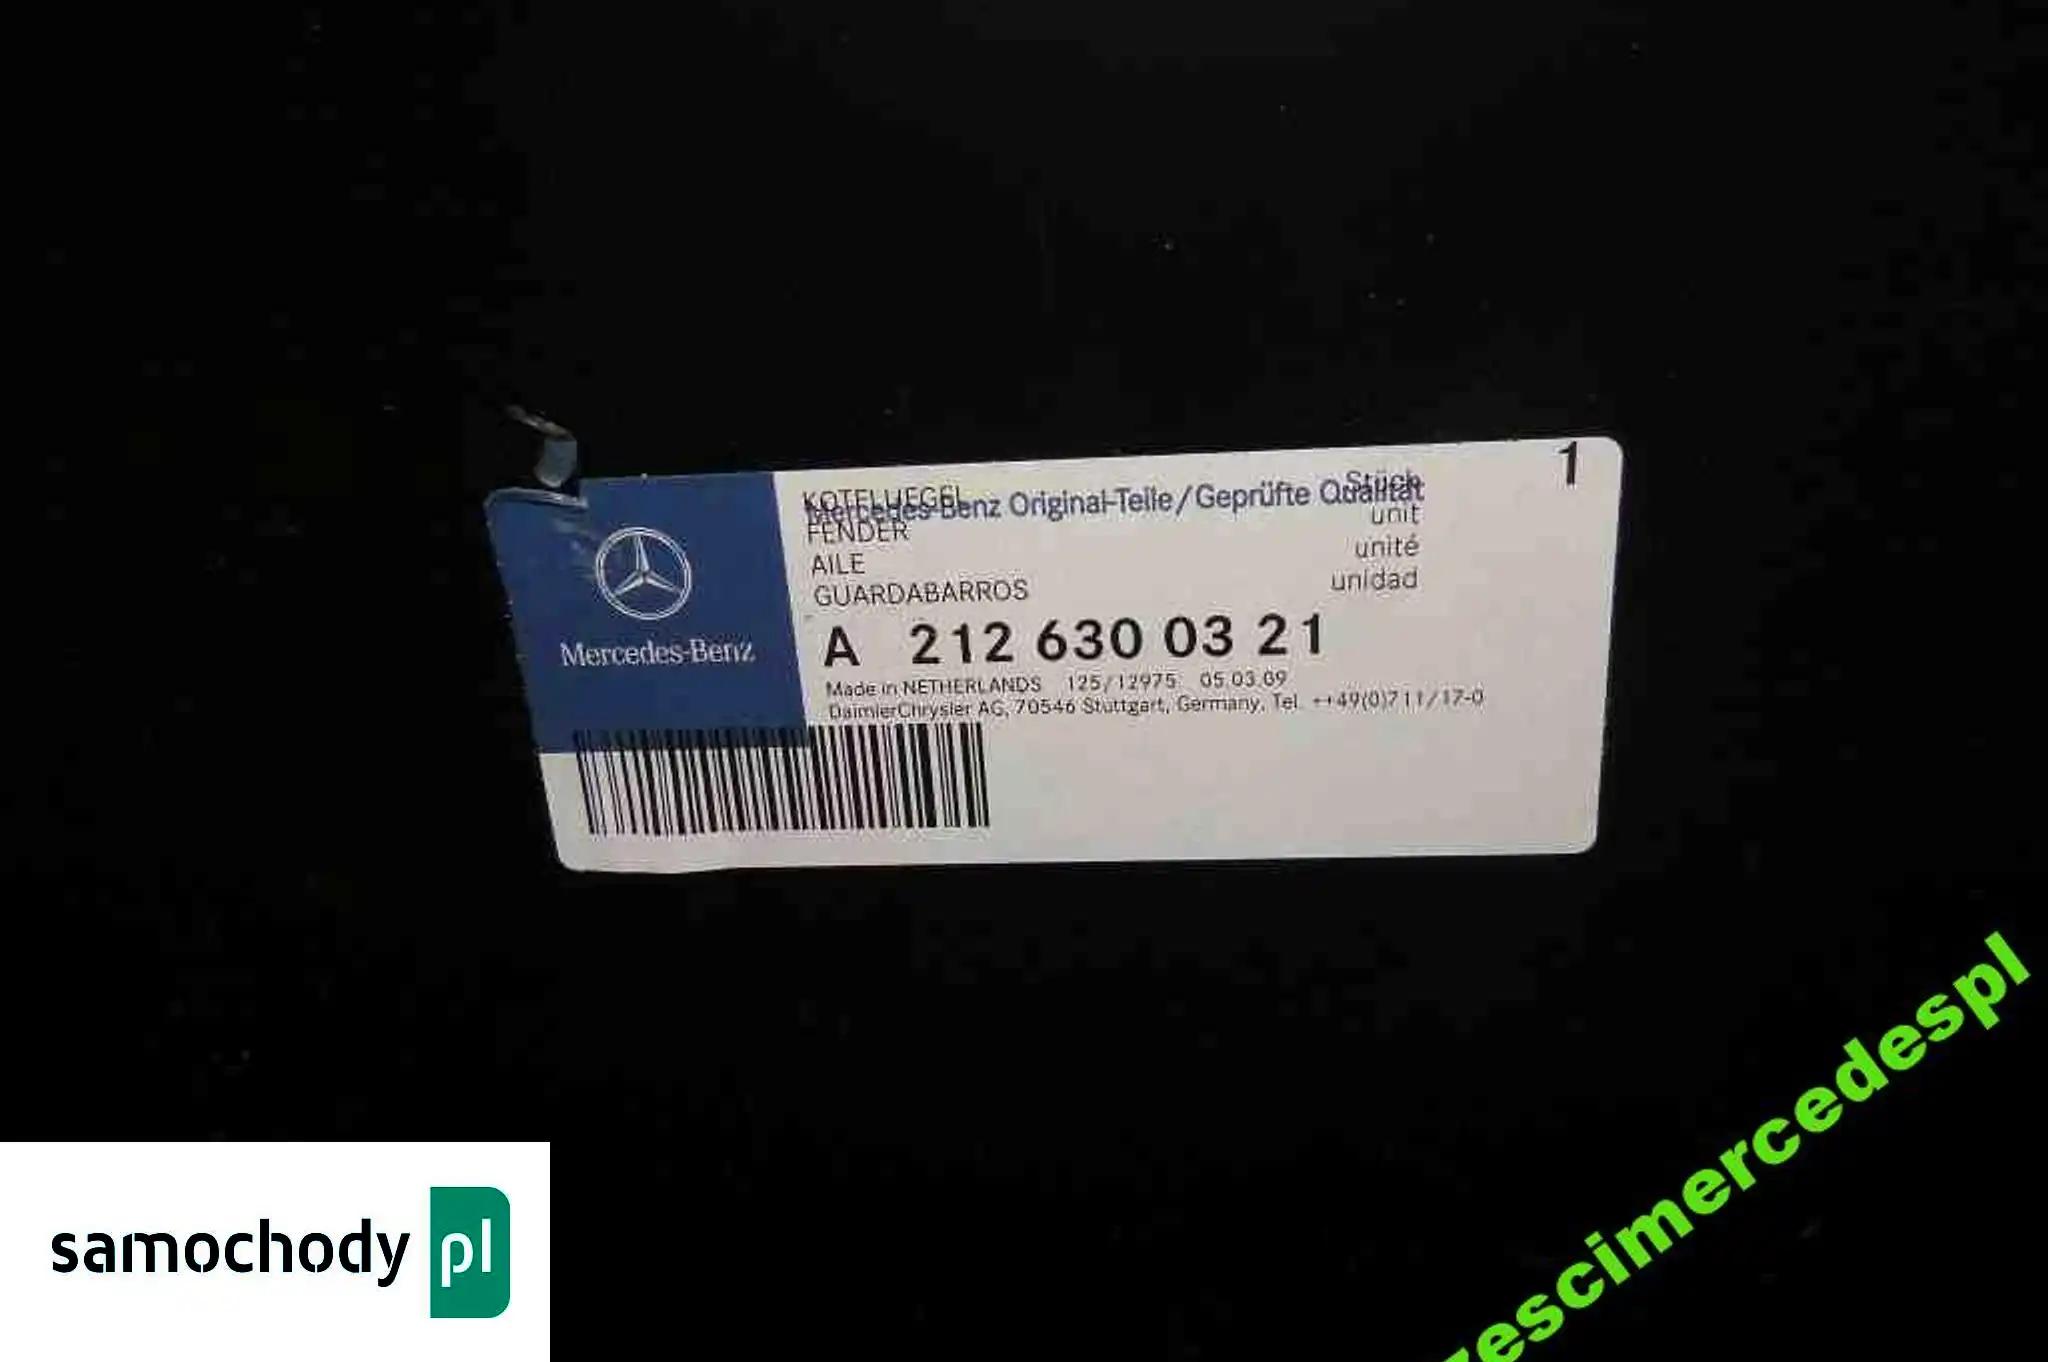 KOTFLUEGEL Stück
Mercedes-Benz Original-Teile/Geprüfte Qualität
FENDER unit
AILE unité
GUARDABARROS unidad
1
A 212 630 03 21
Made in NETHERLANDS 125/12975 05.03.09
DaimlerChrysler AG, 70546 Stuttgart, Germany, Tel. ++49(0)711/17-0
Mercedes-Benz
zescimercedespl
samochody pl